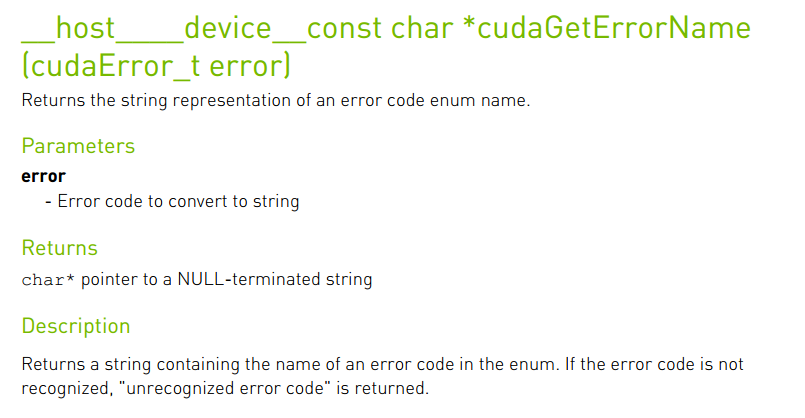 __host____device__const char *cudaGetErrorName
(cudaError_t error)
Returns the string representation of an error code enum name.
Parameters
error
- Error code to convert to string
Returns
char* pointer to a NULL-terminated string
Description
Returns a string containing the name of an error code in the enum. If the error code is not
recognized, "unrecognized error code" is returned.